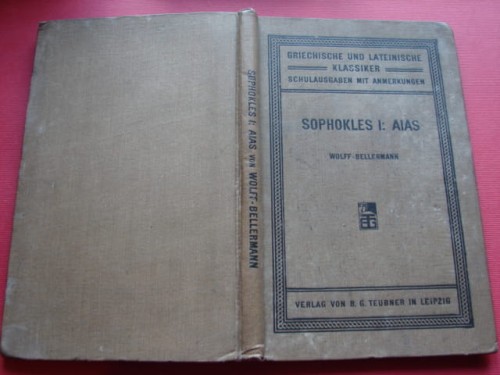 GRIECHISCHE UND LATEINISCHE
KLASSIKER
SCHULAUSGABEN MIT ANMERKUNGEN
SOPHOKLES I: AIAS
WOLFF-BELLERMANN
VERLAG VON B. G. TEUBNER IN LEIPZIG
SOPHOKLES I: AIAS VON WOLFF-BELLERMANN